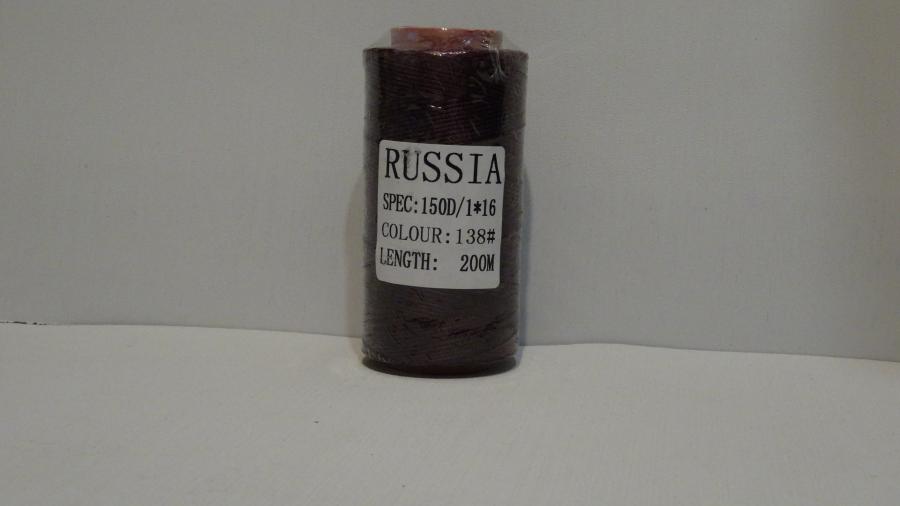 RUSSIA
SPEC:150D/1*16
COLOUR:138#
LENGTH: 200M